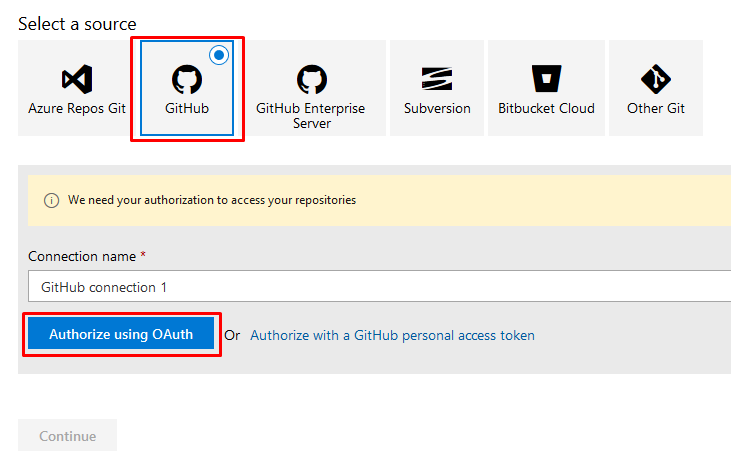 Select a source
Azure Repos Git
GitHub
GitHub Enterprise
Server
Subversion
Bitbucket Cloud
Other Git
We need your authorization to access your repositories
Connection name *
GitHub connection 1
Authorize using OAuth Or Authorize with a GitHub personal access token
Continue